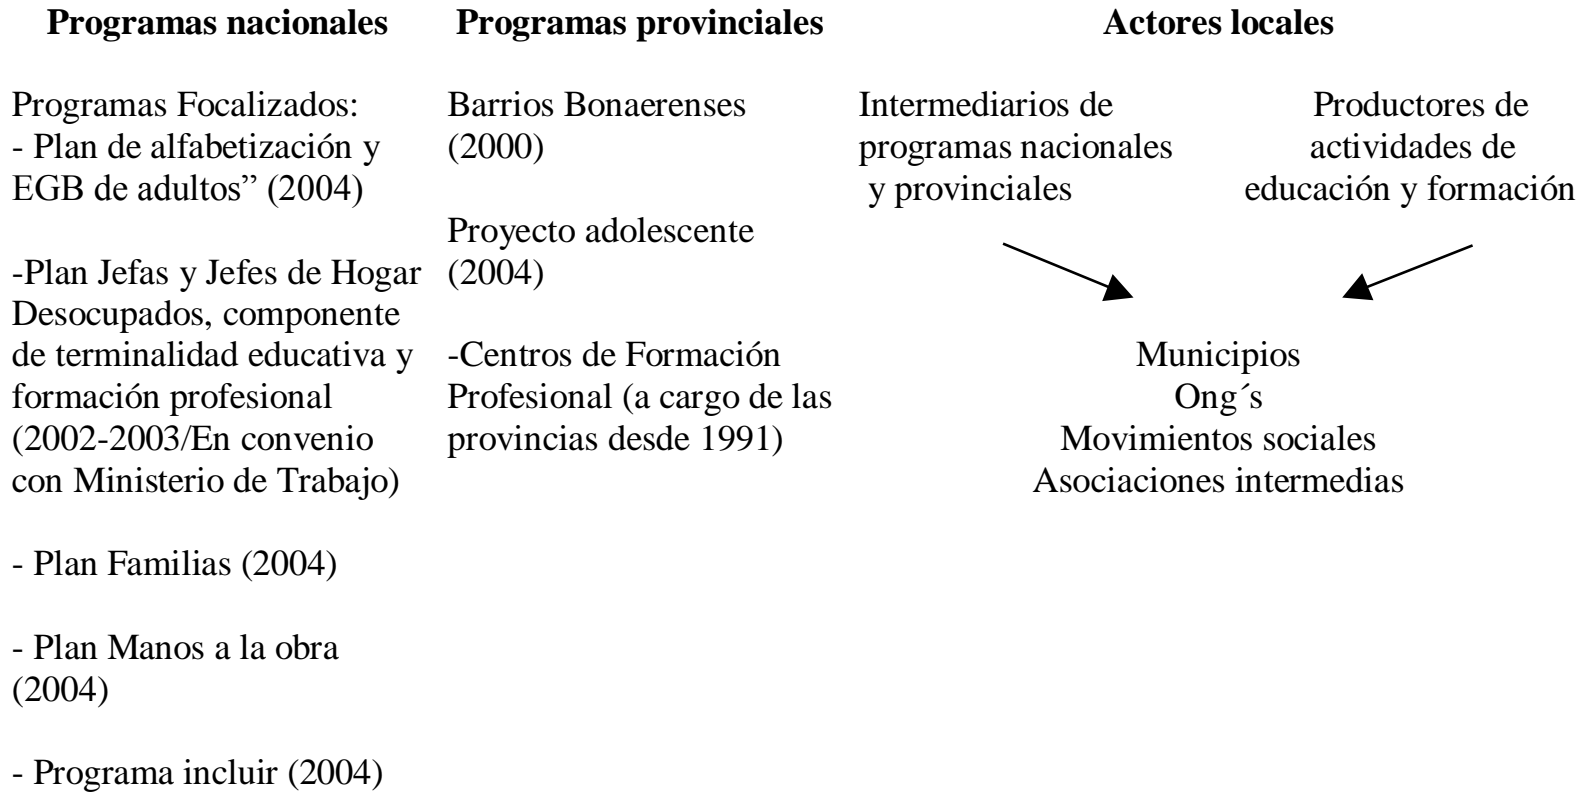 Programas nacionales
Programas Focalizados:
- Plan de alfabetización y
EGB de adultos” (2004)
-Plan Jefas y Jefes de Hogar
Desocupados, componente
de terminalidad educativa y
formación profesional
(2002-2003/En convenio
con Ministerio de Trabajo)
- Plan Familias (2004)
- Plan Manos a la obra
(2004)
- Programa incluir (2004)
Programas provinciales
Barrios Bonaerenses
(2000)
Proyecto adolescente
(2004)
-Centros de Formación
Profesional (a cargo de las
provincias desde 1991)
Actores locales
Intermediarios de
programas nacionales
y provinciales
Productores de
actividades de
educación y formación
Municipios
Ong´s
Movimientos sociales
Asociaciones intermedias